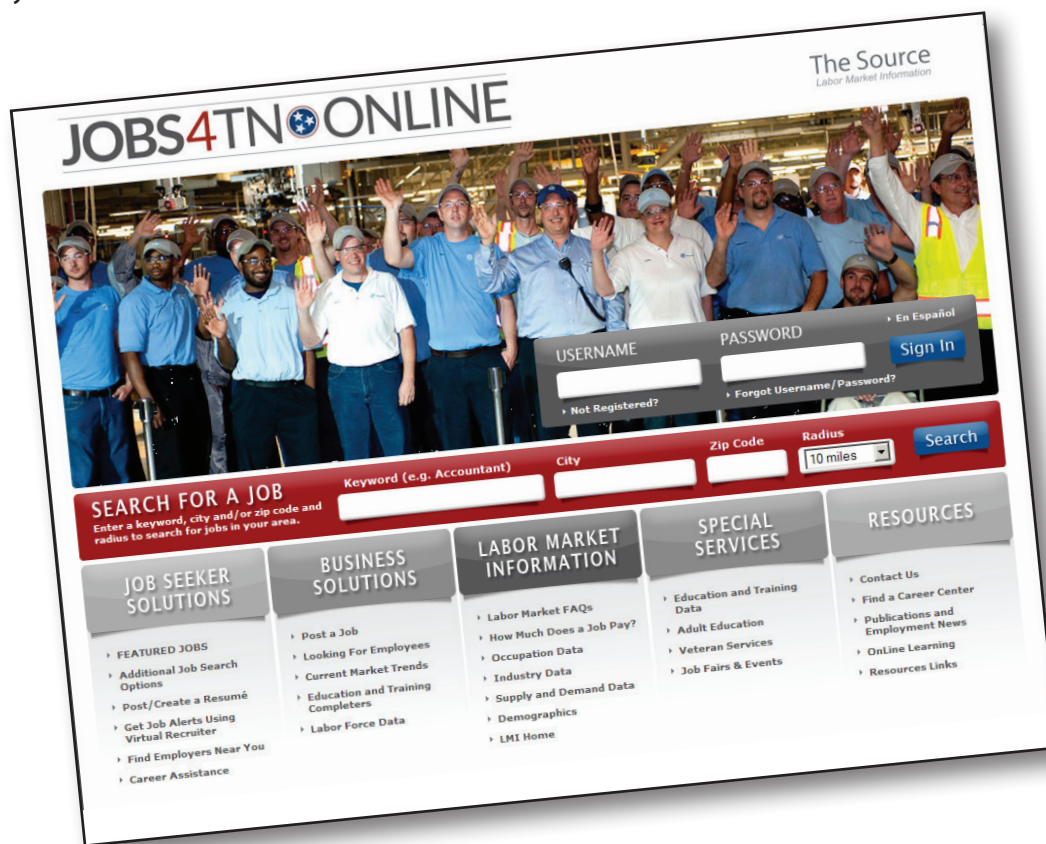 The Source
Labor Market Information
JOBS4TN ONLINE
En Español
USERNAME
PASSWORD
Sign In
Not Registered?
Forgot Username/Password?
SEARCH FOR A JOB
Enter a keyword, city and/or zip code and
radius to search for jobs in your area.
Keyword (e.g. Accountant)
City
Zip Code
Radius
10 miles
Search
JOB SEEKER
SOLUTIONS
FEATURED JOBS
Additional Job Search
Options
Post/Create a Resumé
Get Job Alerts Using
Virtual Recruiter
Find Employers Near You
Career Assistance
BUSINESS
SOLUTIONS
Post a Job
Looking For Employees
Current Market Trends
Education and Training
Completers
Labor Force Data
LABOR MARKET
INFORMATION
Labor Market FAQs
How Much Does a Job Pay?
Occupation Data
Industry Data
Supply and Demand Data
Demographics
LMI Home
SPECIAL
SERVICES
Education and Training
Data
Adult Education
Veteran Services
Job Fairs & Events
RESOURCES
Contact Us
Find a Career Center
Publications and
Employment News
OnLine Learning
Resources Links